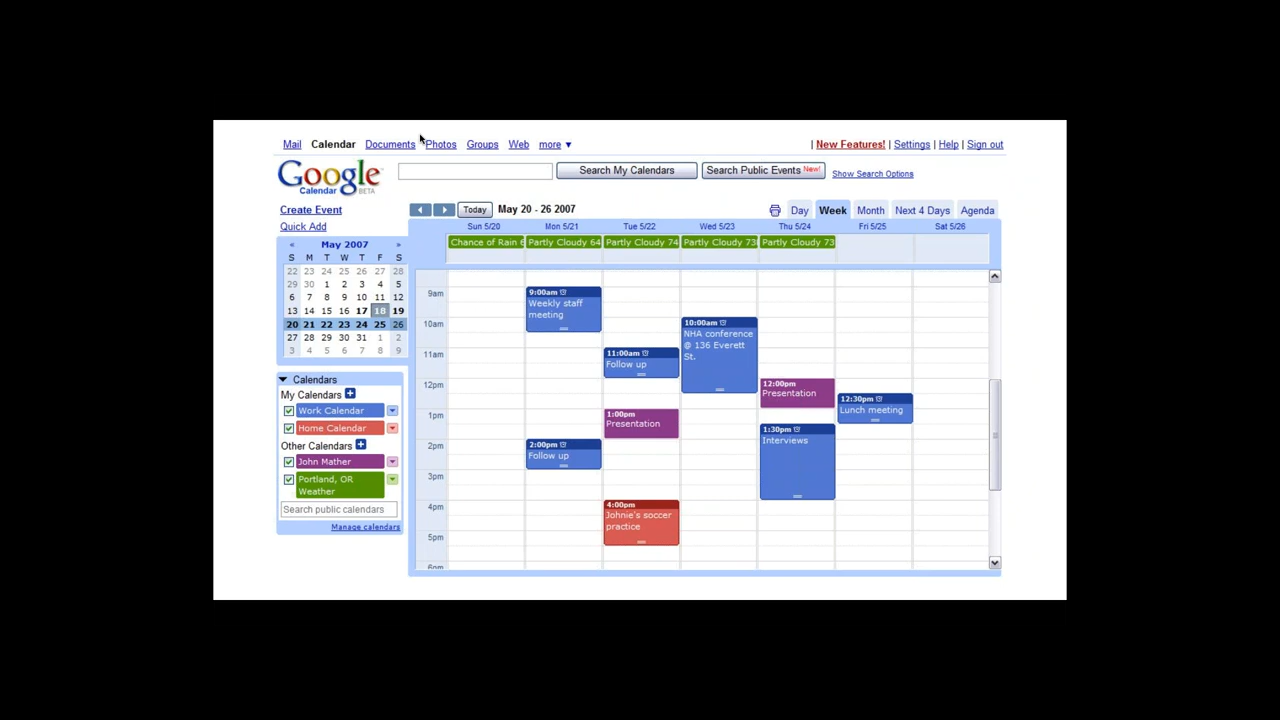 Mail Calendar Documents Photos Groups Web more ▼ | New Features! | Settings | Help | Sign out
Google Calendar BETA
Search My Calendars Search Public Events New! Show Search Options
Create Event
Quick Add
Today May 20 - 26 2007 Day Week Month Next 4 Days Agenda
« May 2007 »
S M T W T F S
22 23 24 25 26 27 28
29 30 1 2 3 4 5
6 7 8 9 10 11 12
13 14 15 16 17 18 19
20 21 22 23 24 25 26
27 28 29 30 31 1 2
3 4 5 6 7 8 9
Calendars
My Calendars
Work Calendar
Home Calendar
Other Calendars
John Mather
Portland, OR
Weather
Search public calendars
Manage calendars
Sun 5/20 Mon 5/21 Tue 5/22 Wed 5/23 Thu 5/24 Fri 5/25 Sat 5/26
Chance of Rain 6 Partly Cloudy 64 Partly Cloudy 74 Partly Cloudy 73 Partly Cloudy 73
9am
10am
11am
12pm
1pm
2pm
3pm
4pm
5pm
6pm
9:00am
Weekly staff
meeting
2:00pm
Follow up
11:00am
Follow up
1:00pm
Presentation
4:00pm
Johnie's soccer
practice
10:00am
NHA conference
@ 136 Everett
St.
12:00pm
Presentation
1:30pm
Interviews
12:30pm
Lunch meeting